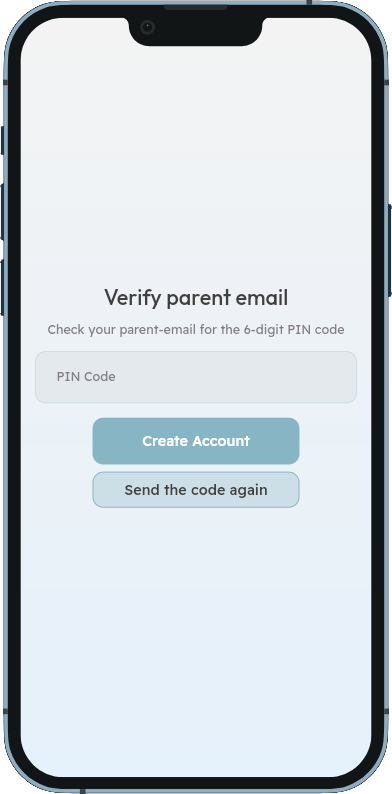 Verify parent email
Check your parent-email for the 6-digit PIN code
PIN Code
Create Account
Send the code again